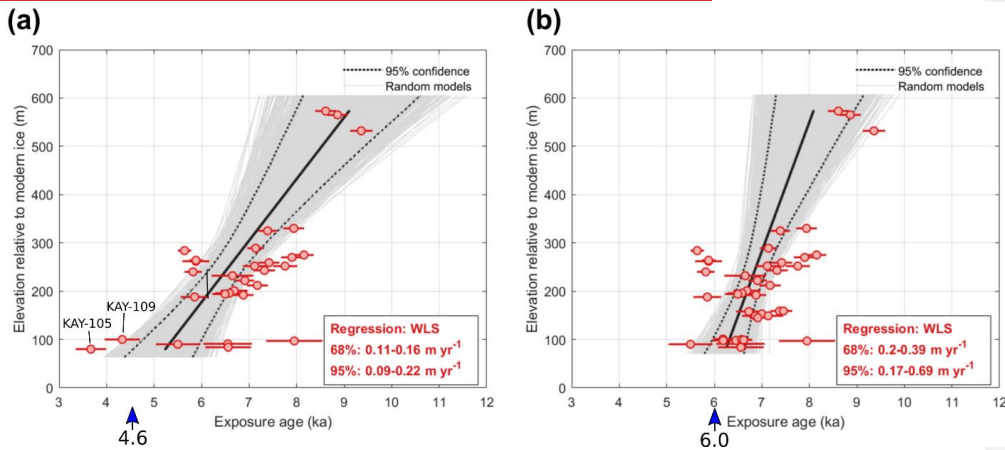 (a)
(b)
700
600
500
400
300
200
100
0
Elevation relative to modern ice (m)
95% confidence
Random models
KAY-109
KAY-105
Regression: WLS
68%: 0.11-0.16 m yr⁻¹
95%: 0.09-0.22 m yr⁻¹
3 4 5 6 7 8 9 10 11 12
Exposure age (ka)
4.6
700
600
500
400
300
200
100
0
Elevation relative to modern ice (m)
95% confidence
Random models
Regression: WLS
68%: 0.2-0.39 m yr⁻¹
95%: 0.17-0.69 m yr⁻¹
3 4 5 6 7 8 9 10 11 12
Exposure age (ka)
6.0